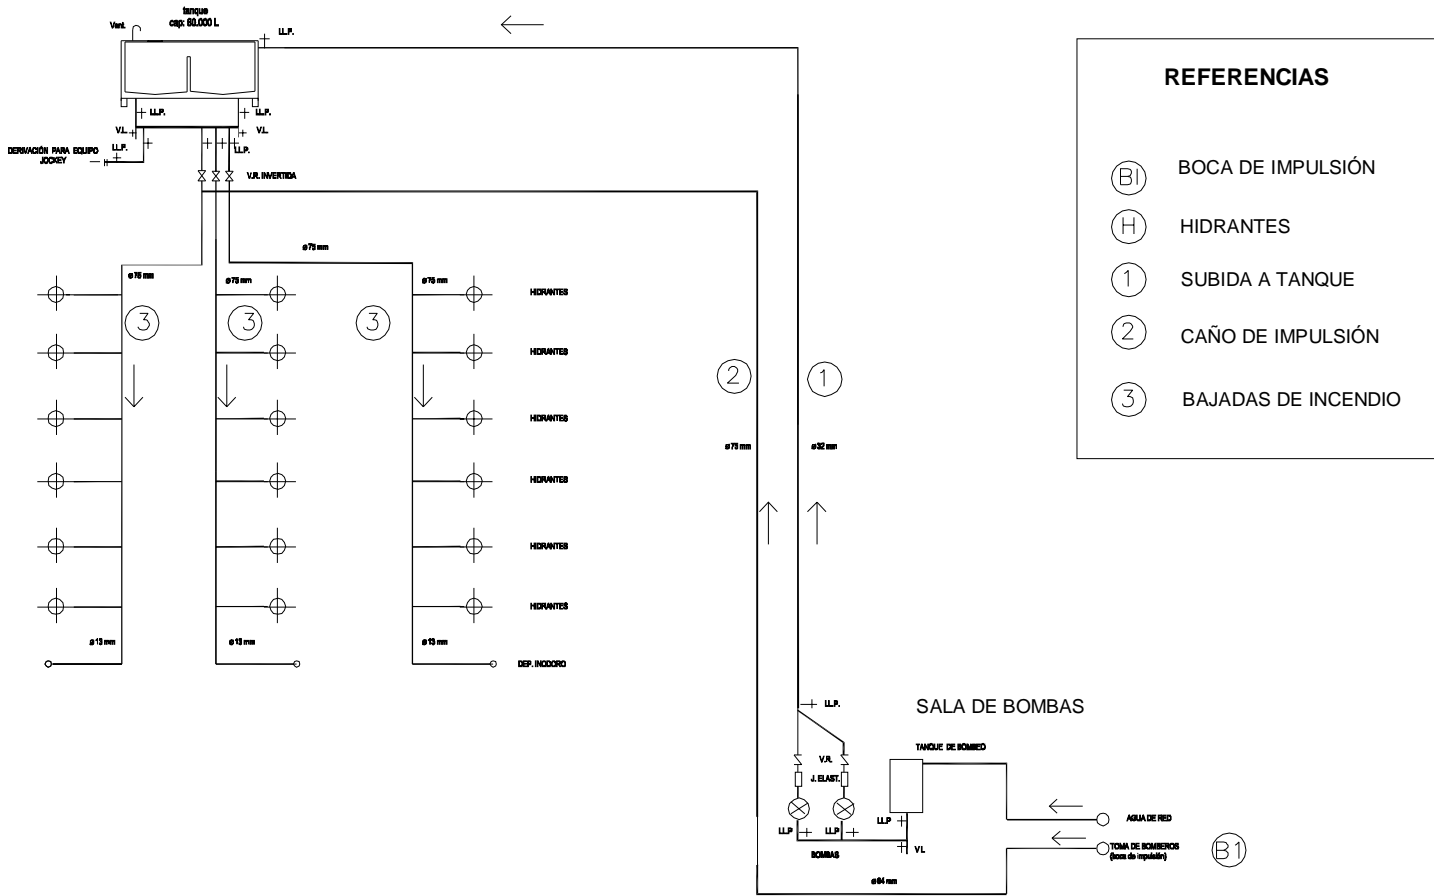 tanque
cap: 60.000 L
Vent.
LL.P.
LL.P.
LL.P.
V.L.
V.L.
LL.P.
LL.P.
DERIVACIÓN PARA EQUIPO
JOCKEY
V.R. INVERTIDA
ø75 mm
ø75 mm
ø75 mm
ø75 mm
HIDRANTES
3
3
3
HIDRANTES
HIDRANTES
HIDRANTES
HIDRANTES
HIDRANTES
ø13 mm
ø13 mm
ø13 mm
DEP. INODORO
2
1
ø75 mm
ø32 mm
LL.P.
SALA DE BOMBAS
TANQUE DE BOMBEO
V.R.
J. ELAST.
LL.P
LL.P
LL.P
V L
BOMBAS
AGUA DE RED
TOMA DE BOMBEROS
(boca de impulsión)
B1
ø64 mm
REFERENCIAS
BI BOCA DE IMPULSIÓN
H HIDRANTES
1 SUBIDA A TANQUE
2 CAÑO DE IMPULSIÓN
3 BAJADAS DE INCENDIO